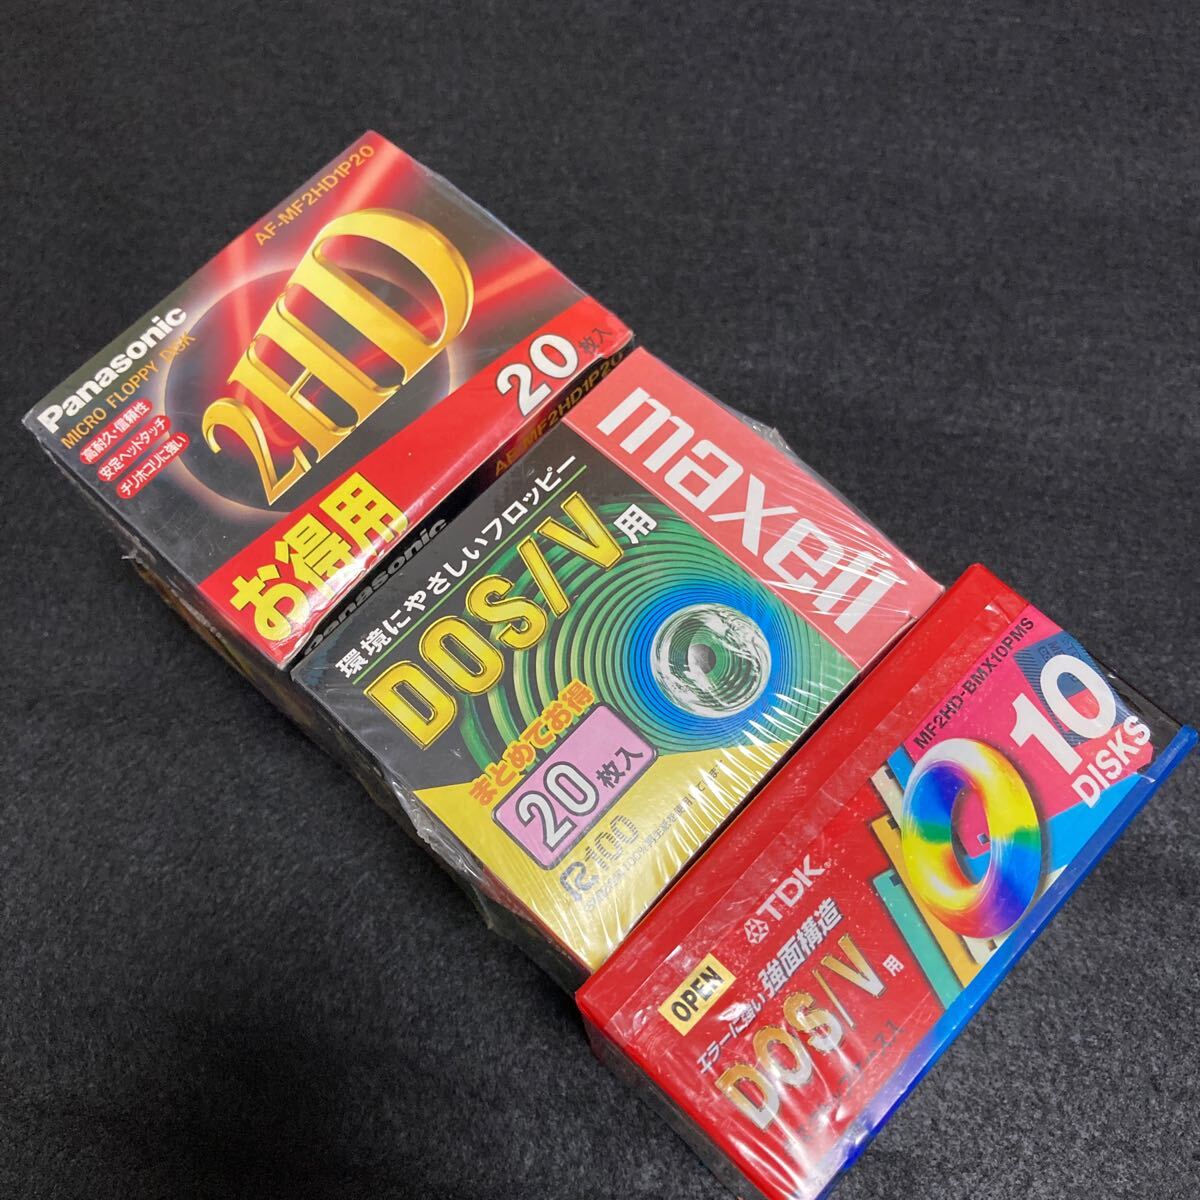 Panasonic
MICRO FLOPPY DISK
高耐久・信頼性
安定ヘッドタッチ
チリホコリに強い
AF-MF2HD1P20
2HD
お得用
20枚入
AF-MF2HD1P20
Panasonic
maxell
環境にやさしいフロッピー
DOS/V用
まとめてお得
20枚入
R100
MF2HD-BMX10PMS
10
DISKS
TDK
OPEN
エラーに強い強面構造
DOS/V用